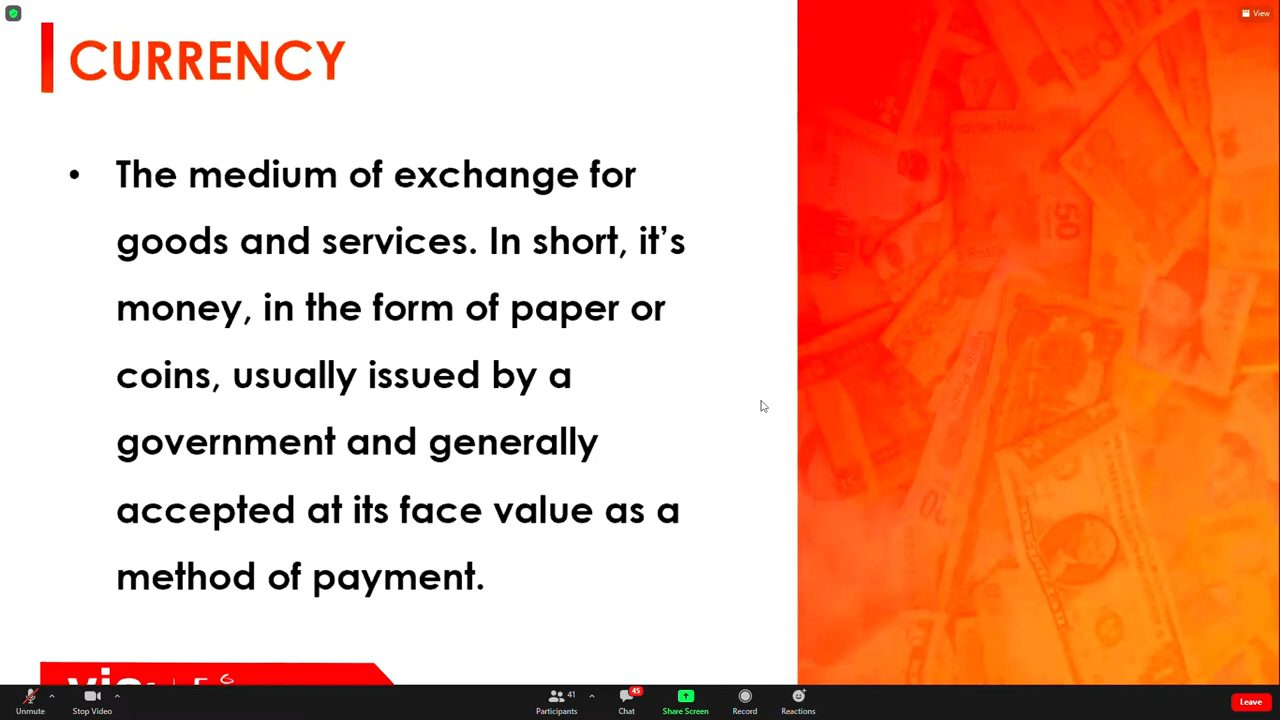 View
CURRENCY
• The medium of exchange for
goods and services. In short, it’s
money, in the form of paper or
coins, usually issued by a
government and generally
accepted at its face value as a
method of payment.
50
41
45
Unmute
Stop Video
Participants
Chat
Share Screen
Record
Reactions
Leave